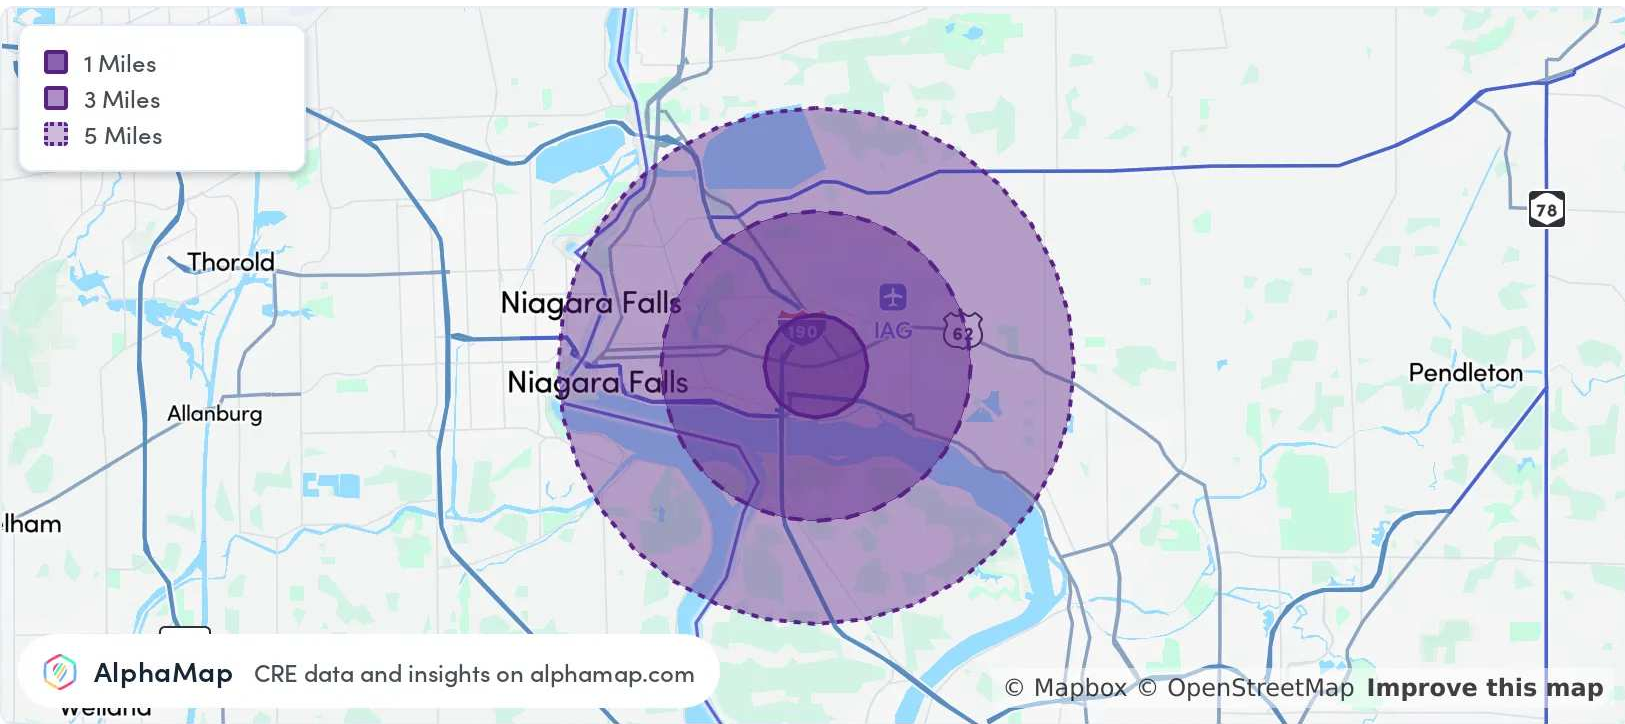 1 Miles
3 Miles
5 Miles
78
Thorold
Niagara Falls
190
IAG
62
Niagara Falls
Pendleton
Allanburg
lham
AlphaMap CRE data and insights on alphamap.com
© Mapbox © OpenStreetMap Improve this map
Welland